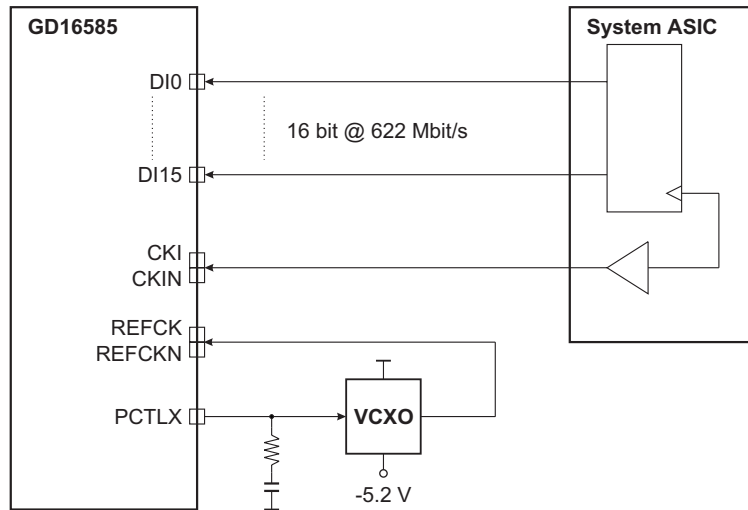 GD16585
System ASIC
DI0
16 bit @ 622 Mbit/s
DI15
CKI
CKIN
REFCK
REFCKN
PCTLX
VCXO
-5.2 V